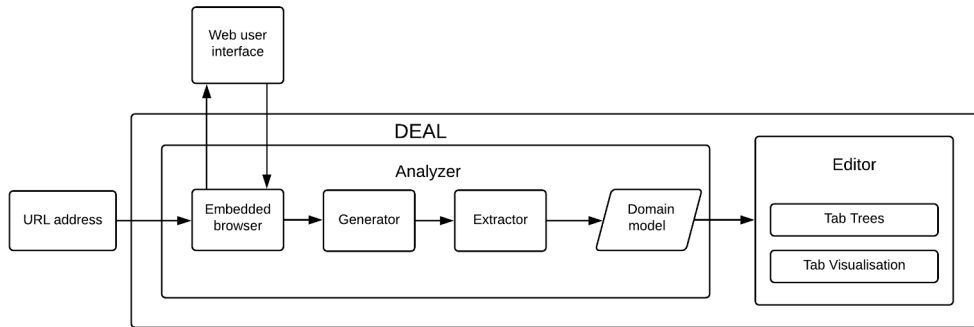 Web user
interface
DEAL
Analyzer
Editor
URL address
Embedded
browser
Generator
Extractor
Domain
model
Tab Trees
Tab Visualisation